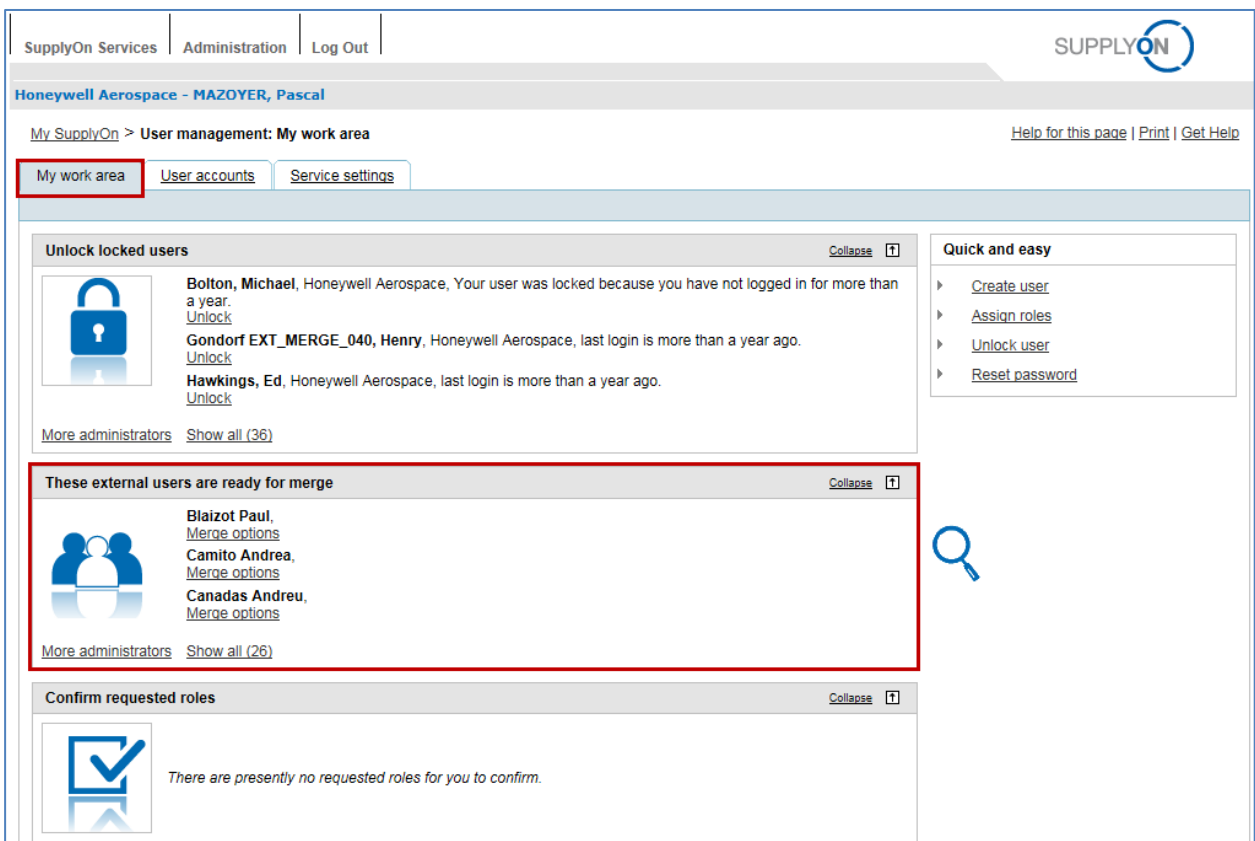 SupplyOn Services
Administration
Log Out
SUPPLYON
Honeywell Aerospace - MAZOYER, Pascal
My SupplyOn > User management: My work area
Help for this page | Print | Get Help
My work area
User accounts
Service settings
Unlock locked users
Collapse
Bolton, Michael, Honeywell Aerospace, Your user was locked because you have not logged in for more than
a year.
Unlock
Gondorf EXT_MERGE_040, Henry, Honeywell Aerospace, last login is more than a year ago.
Unlock
Hawkings, Ed, Honeywell Aerospace, last login is more than a year ago.
Unlock
More administrators
Show all (36)
Quick and easy
Create user
Assign roles
Unlock user
Reset password
These external users are ready for merge
Collapse
Blaizot Paul,
Merge options
Camito Andrea,
Merge options
Canadas Andreu,
Merge options
More administrators
Show all (26)
Confirm requested roles
Collapse
There are presently no requested roles for you to confirm.